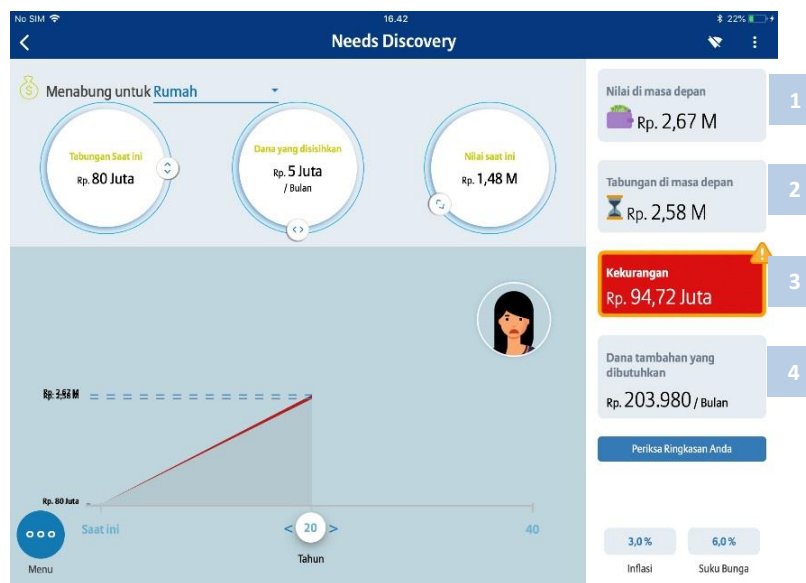 No SIM 16.42 22%
Needs Discovery
Menabung untuk Rumah
Tabungan Saat ini
Rp. 80 Juta
Dana yang disisihkan
Rp. 5 Juta
/ Bulan
Nilai saat ini
Rp. 1,48 M
Nilai di masa depan
Rp. 2,67 M
1
Tabungan di masa depan
Rp. 2,58 M
2
Kekurangan
Rp. 94,72 Juta
3
Dana tambahan yang
dibutuhkan
Rp. 203.980 / Bulan
4
Periksa Ringkasan Anda
Rp. 80 Juta
Saat ini
< 20 >
40
Tahun
Menu
3,0 %
6,0 %
Inflasi
Suku Bunga